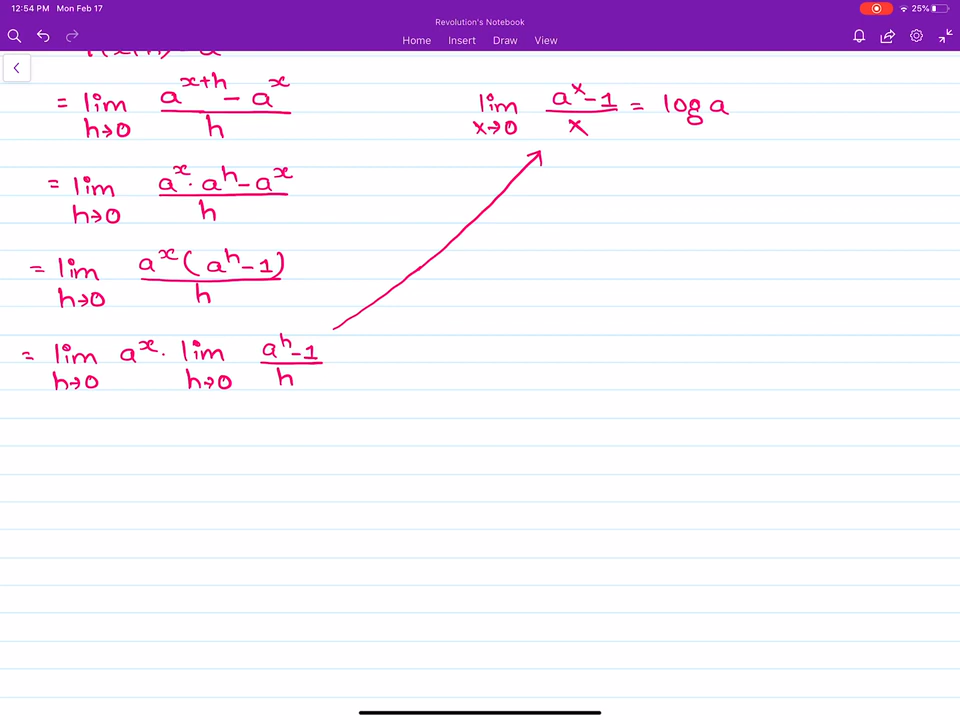 12:54 PM Mon Feb 17
25%
Revolution's Notebook
Home Insert Draw View
= lim h→0 (a^(x+h) - a^x)/h
lim x→0 (a^x - 1)/x = log a
= lim h→0 (a^x · a^h - a^x)/h
= lim h→0 a^x (a^h - 1)/h
= lim h→0 a^x · lim h→0 (a^h - 1)/h